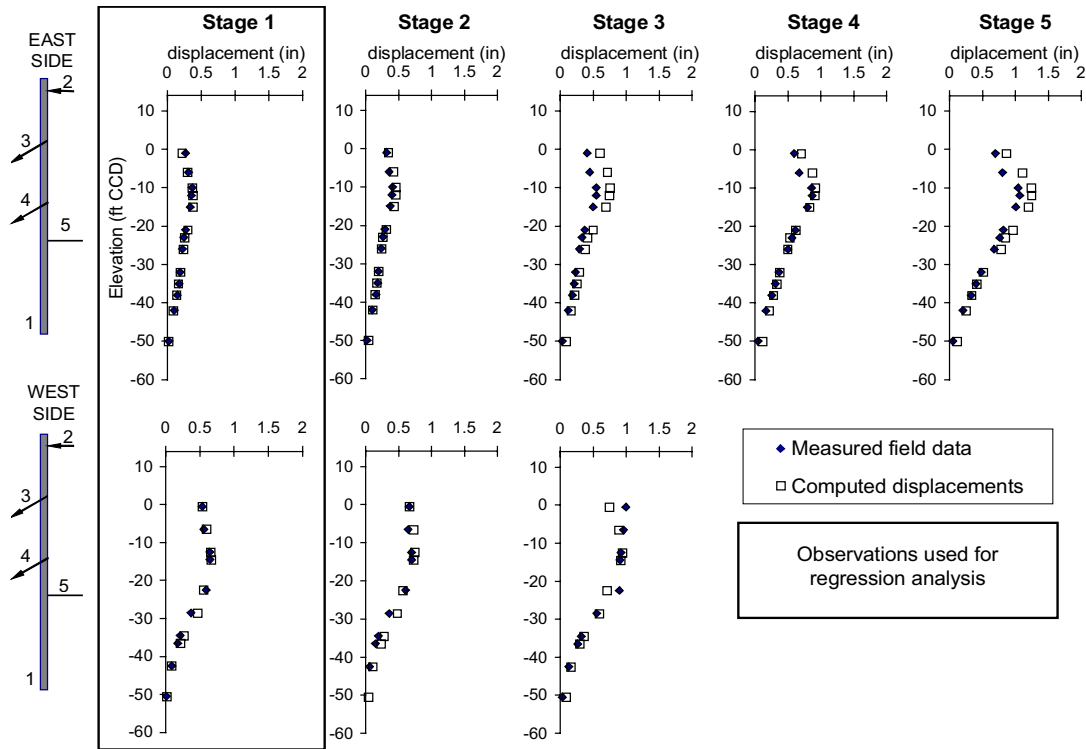 Stage 1
Stage 2
Stage 3
Stage 4
Stage 5
displacement (in)
displacement (in)
displacement (in)
displacement (in)
displacement (in)
0 0.5 1 1.5 2
0 0.5 1 1.5 2
0 0.5 1 1.5 2
0 0.5 1 1.5 2
0 0.5 1 1.5 2
EAST
SIDE
2
3
4
5
1
Elevation (ft CCD)
10
0
-10
-20
-30
-40
-50
-60
10
0
-10
-20
-30
-40
-50
-60
10
0
-10
-20
-30
-40
-50
-60
10
0
-10
-20
-30
-40
-50
-60
10
0
-10
-20
-30
-40
-50
-60
WEST
SIDE
2
3
4
5
1
0 0.5 1 1.5 2
0 0.5 1 1.5 2
0 0.5 1 1.5 2
10
0
-10
-20
-30
-40
-50
-60
10
0
-10
-20
-30
-40
-50
-60
10
0
-10
-20
-30
-40
-50
-60
Measured field data
Computed displacements
Observations used for
regression analysis